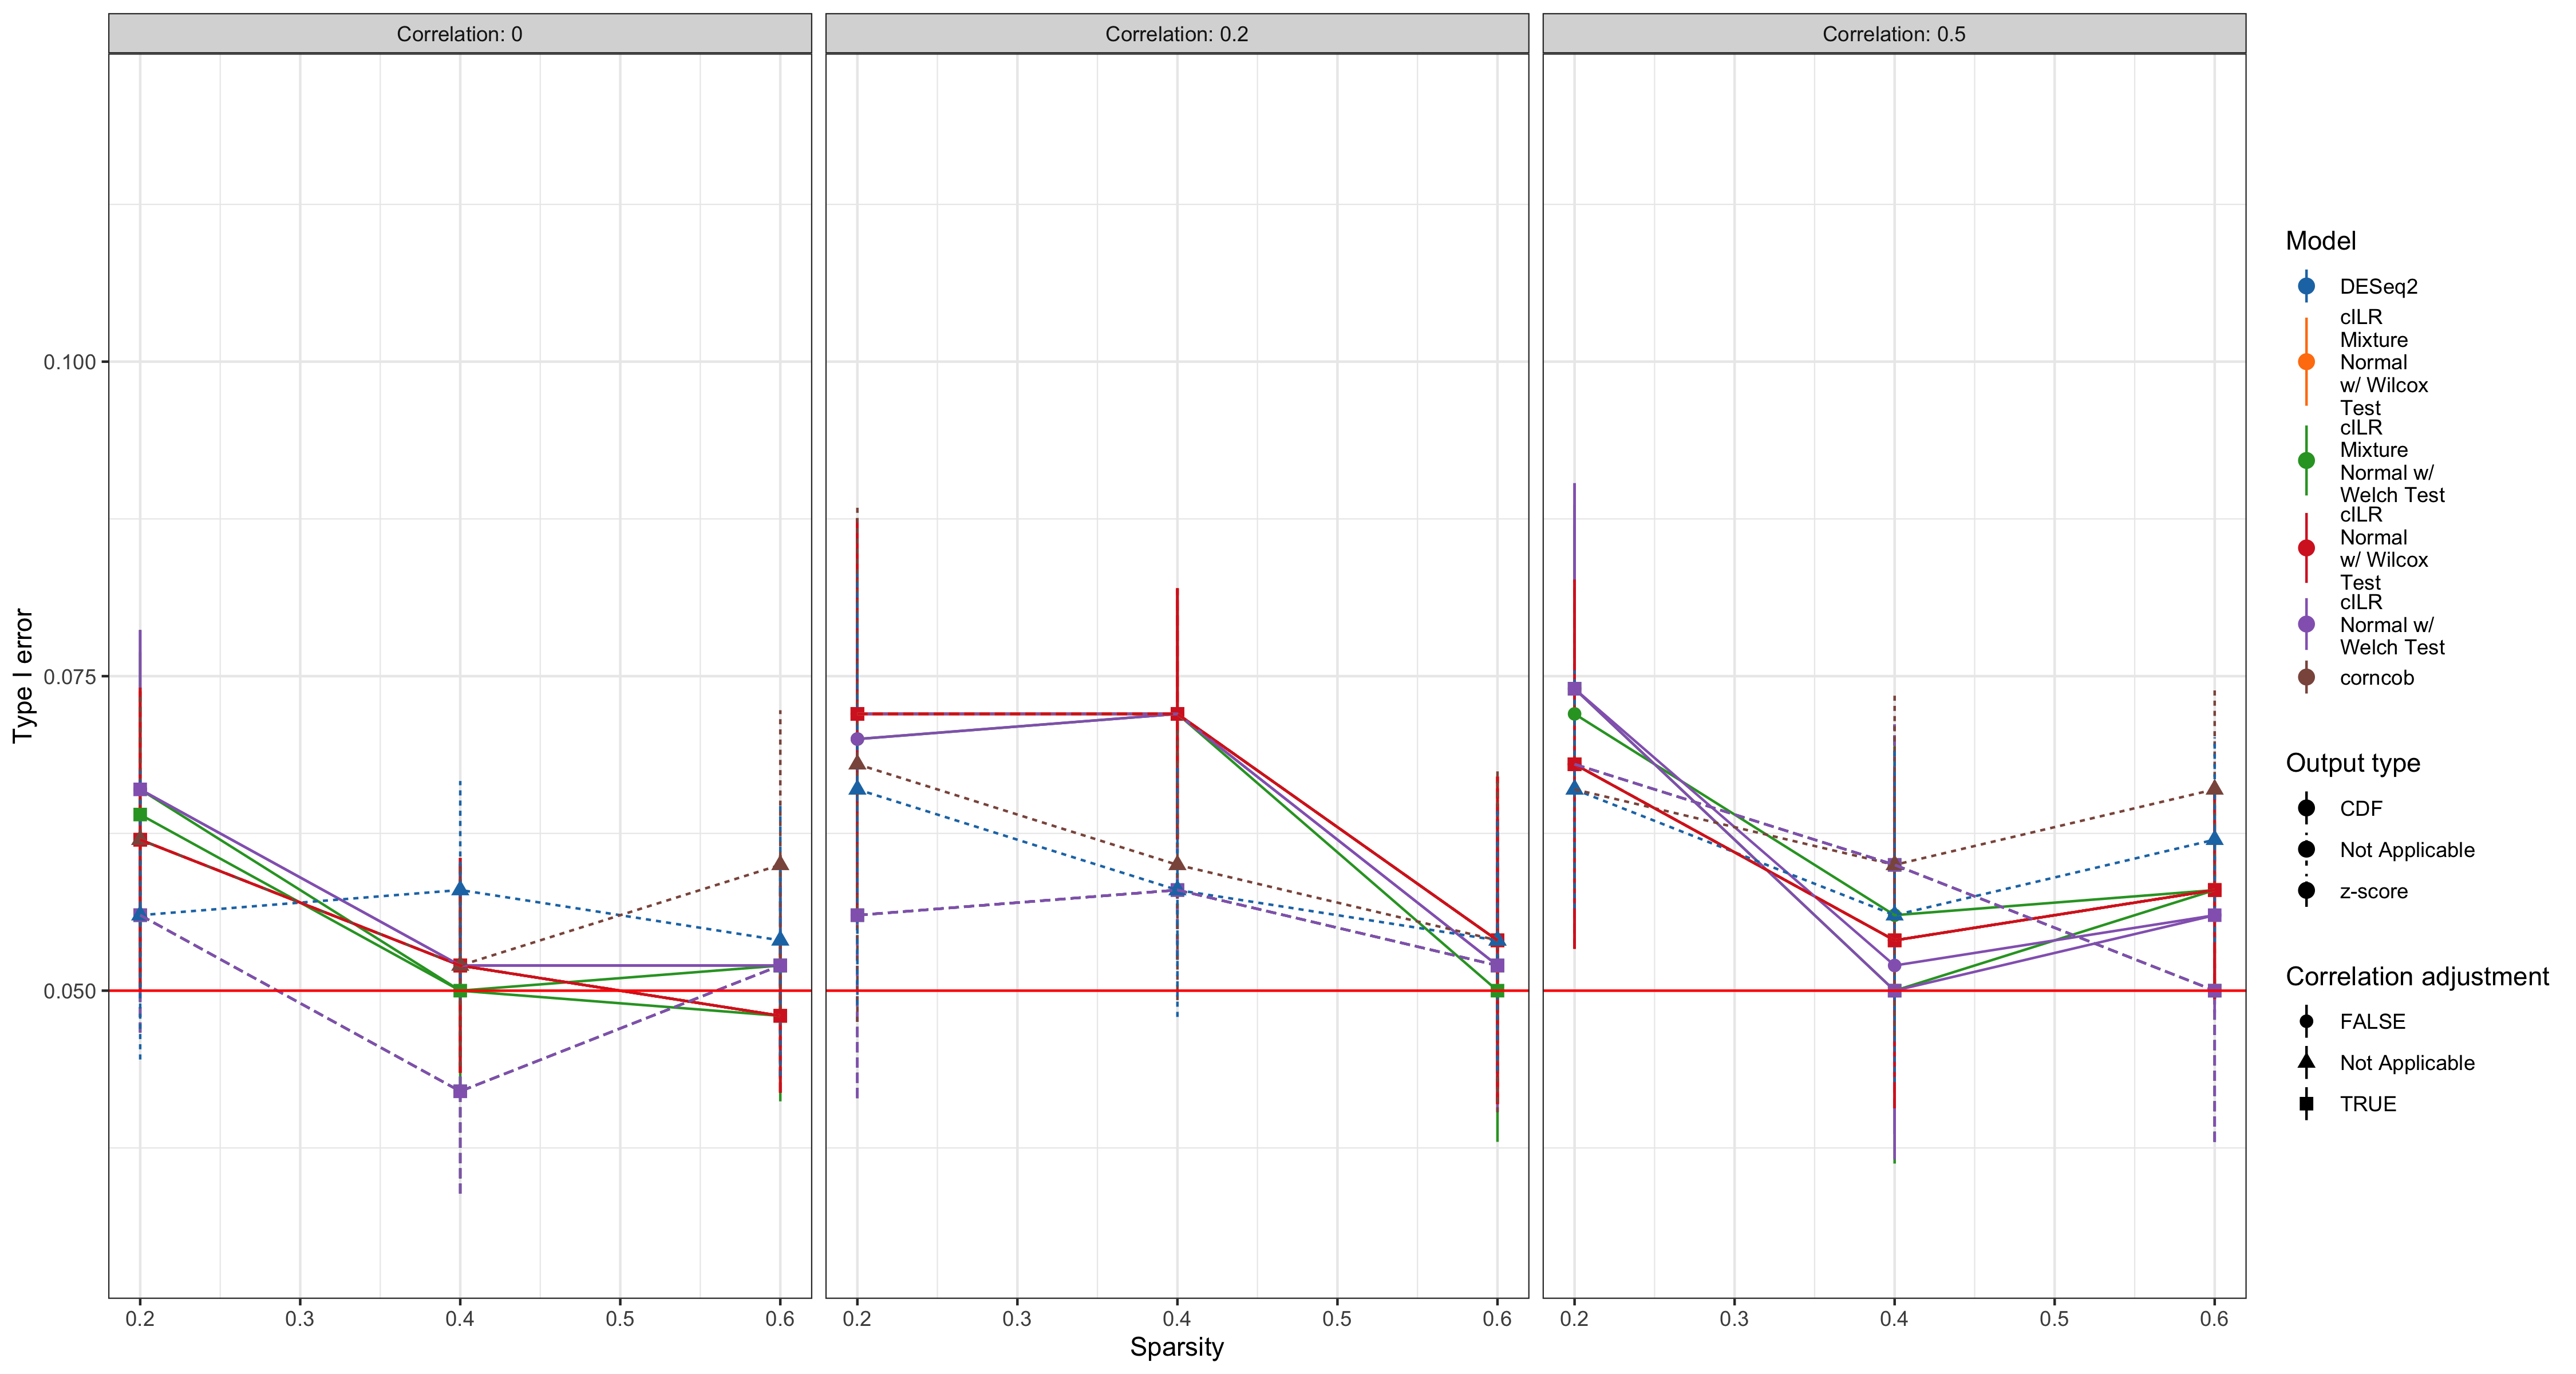 Correlation: 0
Correlation: 0.2
Correlation: 0.5
Type I error
0.100
0.075
0.050
0.2
0.3
0.4
0.5
0.6
0.2
0.3
0.4
0.5
0.6
0.2
0.3
0.4
0.5
0.6
Sparsity
Model
DESeq2
cILR
Mixture
Normal
w/ Wilcox
Test
cILR
Mixture
Normal w/
Welch Test
cILR
Normal
w/ Wilcox
Test
cILR
Normal w/
Welch Test
corncob
Output type
CDF
Not Applicable
z-score
Correlation adjustment
FALSE
Not Applicable
TRUE